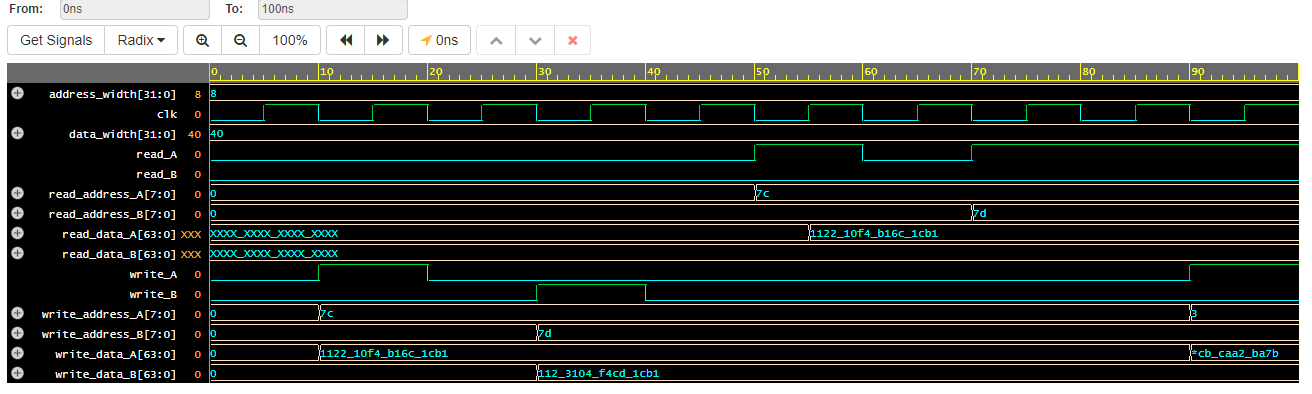 From: 0ns To: 100ns
Get Signals Radix 100% 0ns
0 10 20 30 40 50 60 70 80 90
address_width[31:0] 8 8
clk 0
data_width[31:0] 40 40
read_A 0
read_B 0
read_address_A[7:0] 0 0 7c
read_address_B[7:0] 0 0 7d
read_data_A[63:0] XXX XXXX_XXXX_XXXX_XXXX 1122_10f4_b16c_1cb1
read_data_B[63:0] XXX XXXX_XXXX_XXXX_XXXX
write_A 0
write_B 0
write_address_A[7:0] 0 0 7c 3
write_address_B[7:0] 0 0 7d
write_data_A[63:0] 0 0 1122_10f4_b16c_1cb1 *cb_caa2_ba7b
write_data_B[63:0] 0 0 112_3104_f4cd_1cb1